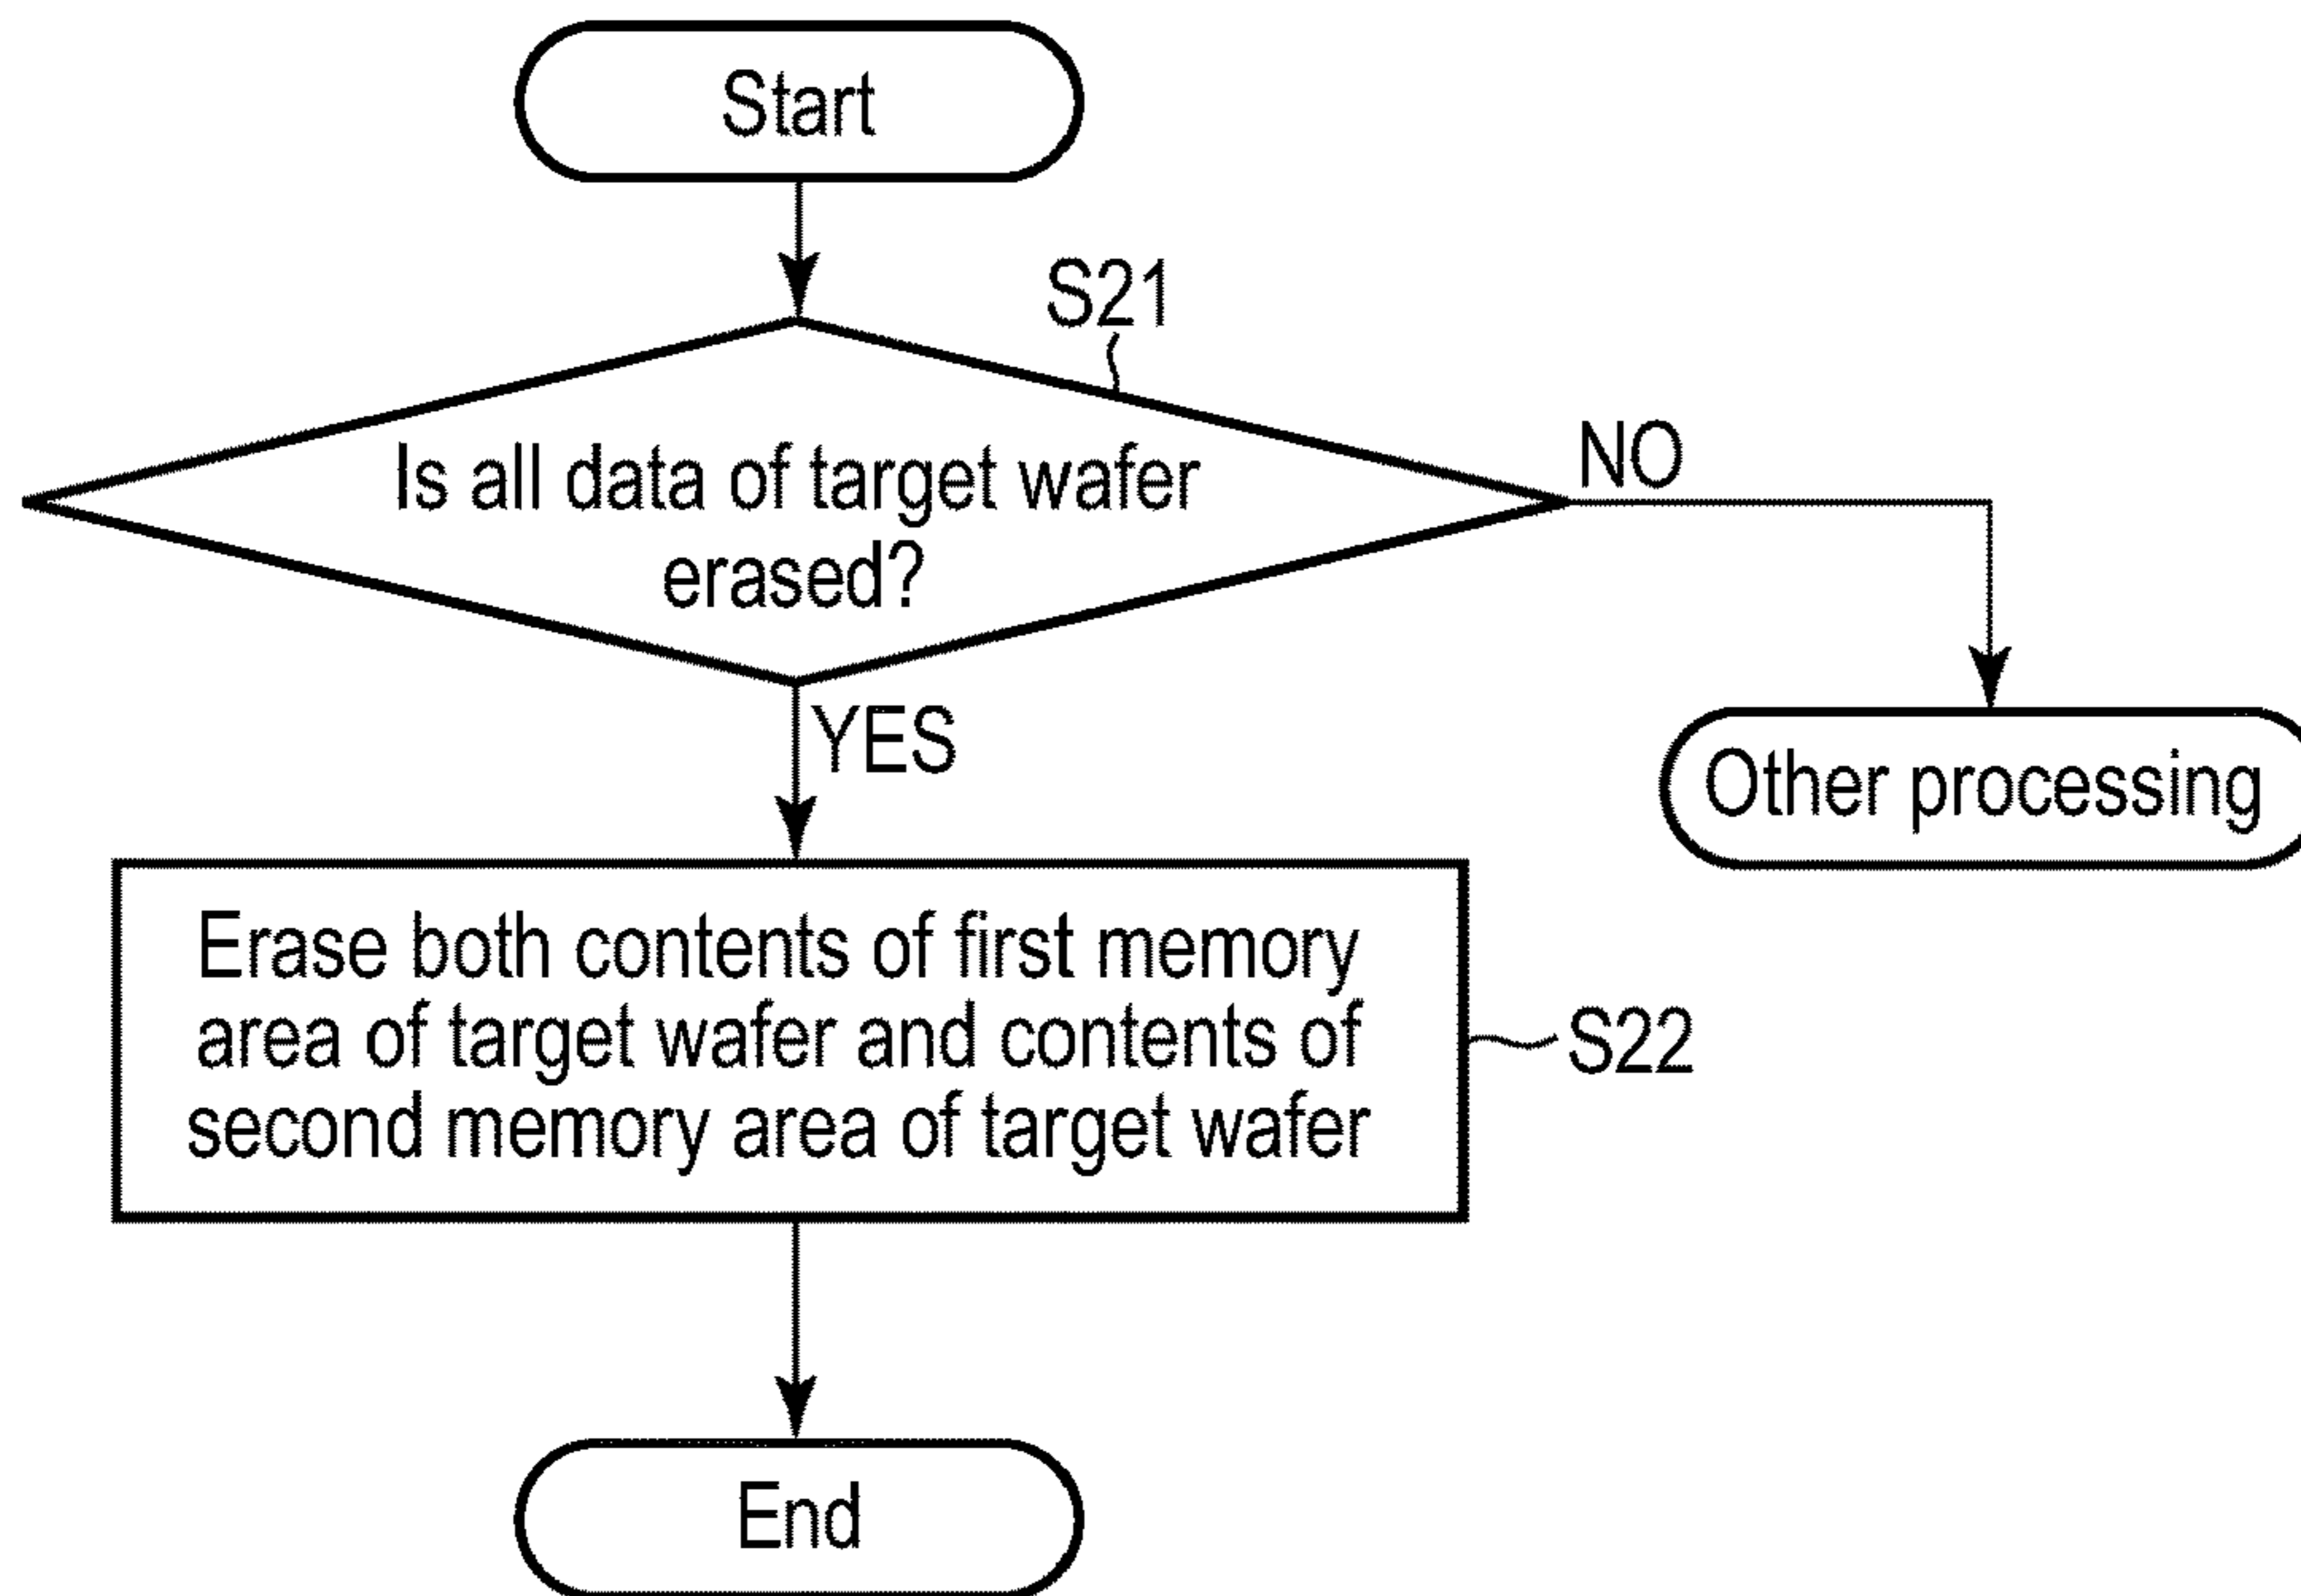 Start
S21
Is all data of target wafer
erased?
NO
YES
Other processing
Erase both contents of first memory
area of target wafer and contents of
second memory area of target wafer
S22
End